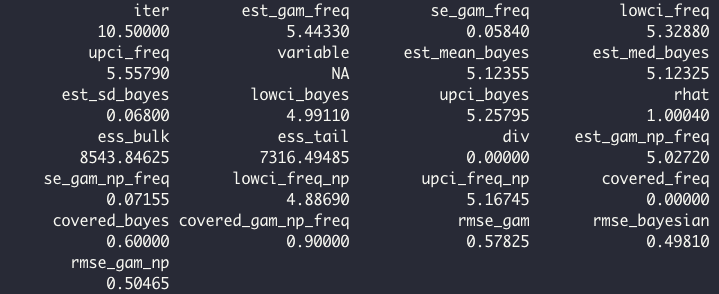 iter est_gam_freq se_gam_freq lowci_freq
10.50000 5.44330 0.05840 5.32880
upci_freq variable est_mean_bayes est_med_bayes
5.55790 NA 5.12355 5.12325
est_sd_bayes lowci_bayes upci_bayes rhat
0.06800 4.99110 5.25795 1.00040
ess_bulk ess_tail div est_gam_np_freq
8543.84625 7316.49485 0.00000 5.02720
se_gam_np_freq lowci_freq_np upci_freq_np covered_freq
0.07155 4.88690 5.16745 0.00000
covered_bayes covered_gam_np_freq rmse_gam rmse_bayesian
0.60000 0.90000 0.57825 0.49810
rmse_gam_np
0.50465